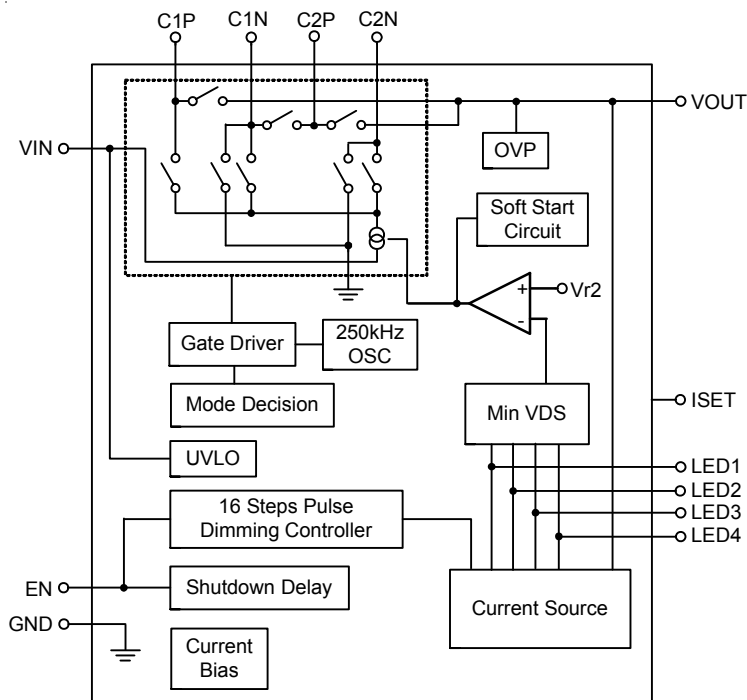 C1P C1N C2P C2N
VOUT
VIN
OVP
Soft Start
Circuit
+
Vr2
-
Gate Driver
250kHz
OSC
Mode Decision
Min VDS
ISET
UVLO
LED1
LED2
LED3
LED4
16 Steps Pulse
Dimming Controller
EN
Shutdown Delay
Current Source
GND
Current
Bias